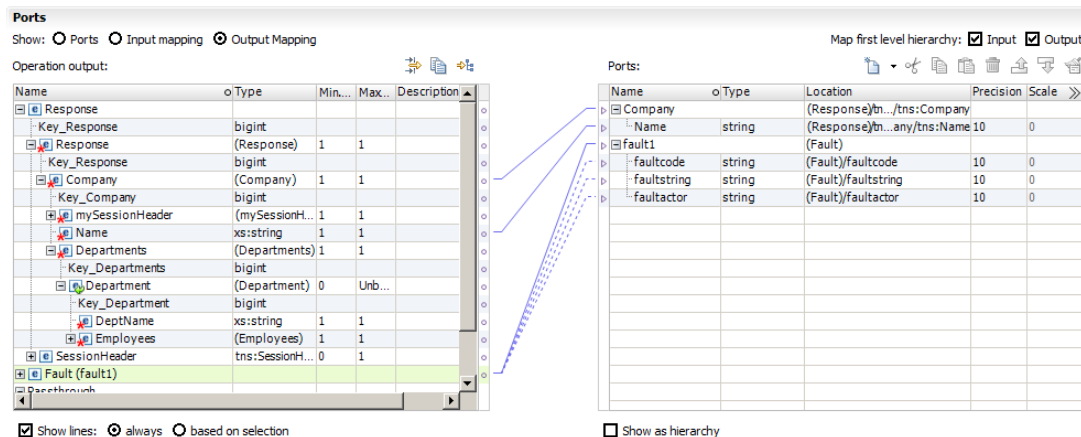 Ports
Show: Ports Input mapping Output Mapping
Map first level hierarchy: Input Output
Operation output:
Ports:
Name Type Min.... Max... Description
Name Type Location Precision Scale
Response
Company (Response)/tn.../tns:Company
Key_Response bigint
Name string (Response)/tn...any/tns:Name 10 0
Response (Response) 1 1
fault1 (Fault)
Key_Response bigint
faultcode string (Fault)/faultcode 10 0
Company (Company) 1 1
faultstring string (Fault)/faultstring 10 0
Key_Company bigint
faultactor string (Fault)/faultactor 10 0
mySessionHeader (mySessionH... 1 1
Name xs:string 1 1
Departments (Departments) 1 1
Key_Departments bigint
Department (Department) 0 Unb...
Key_Department bigint
DeptName xs:string 1 1
Employees (Employees) 1 1
SessionHeader tns:SessionH... 0 1
Fault (fault1)
Passthrough
Show lines: always based on selection
Show as hierarchy